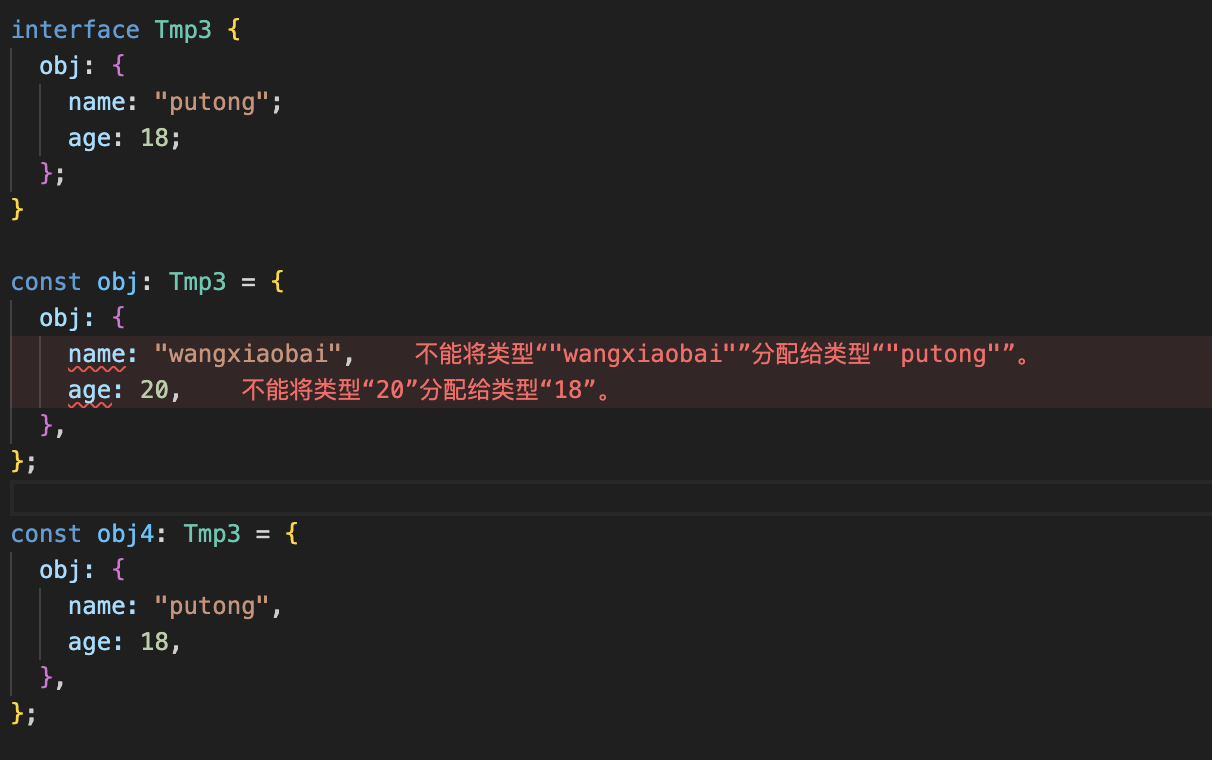 interface Tmp3 {
  obj: {
    name: "putong";
    age: 18;
  };
}
const obj: Tmp3 = {
  obj: {
    name: "wangxiaobai",    不能将类型“"wangxiaobai"”分配给类型“"putong"”。
    age: 20,    不能将类型“20”分配给类型“18”。
  },
};
const obj4: Tmp3 = {
  obj: {
    name: "putong",
    age: 18,
  },
};